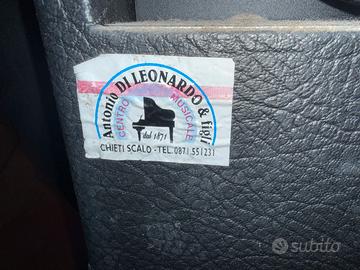 Antonio DI LEONARDO & figli
CENTRO MUSICALE
dal 1871
CHIETI SCALO - TEL. 0871.551231
subito